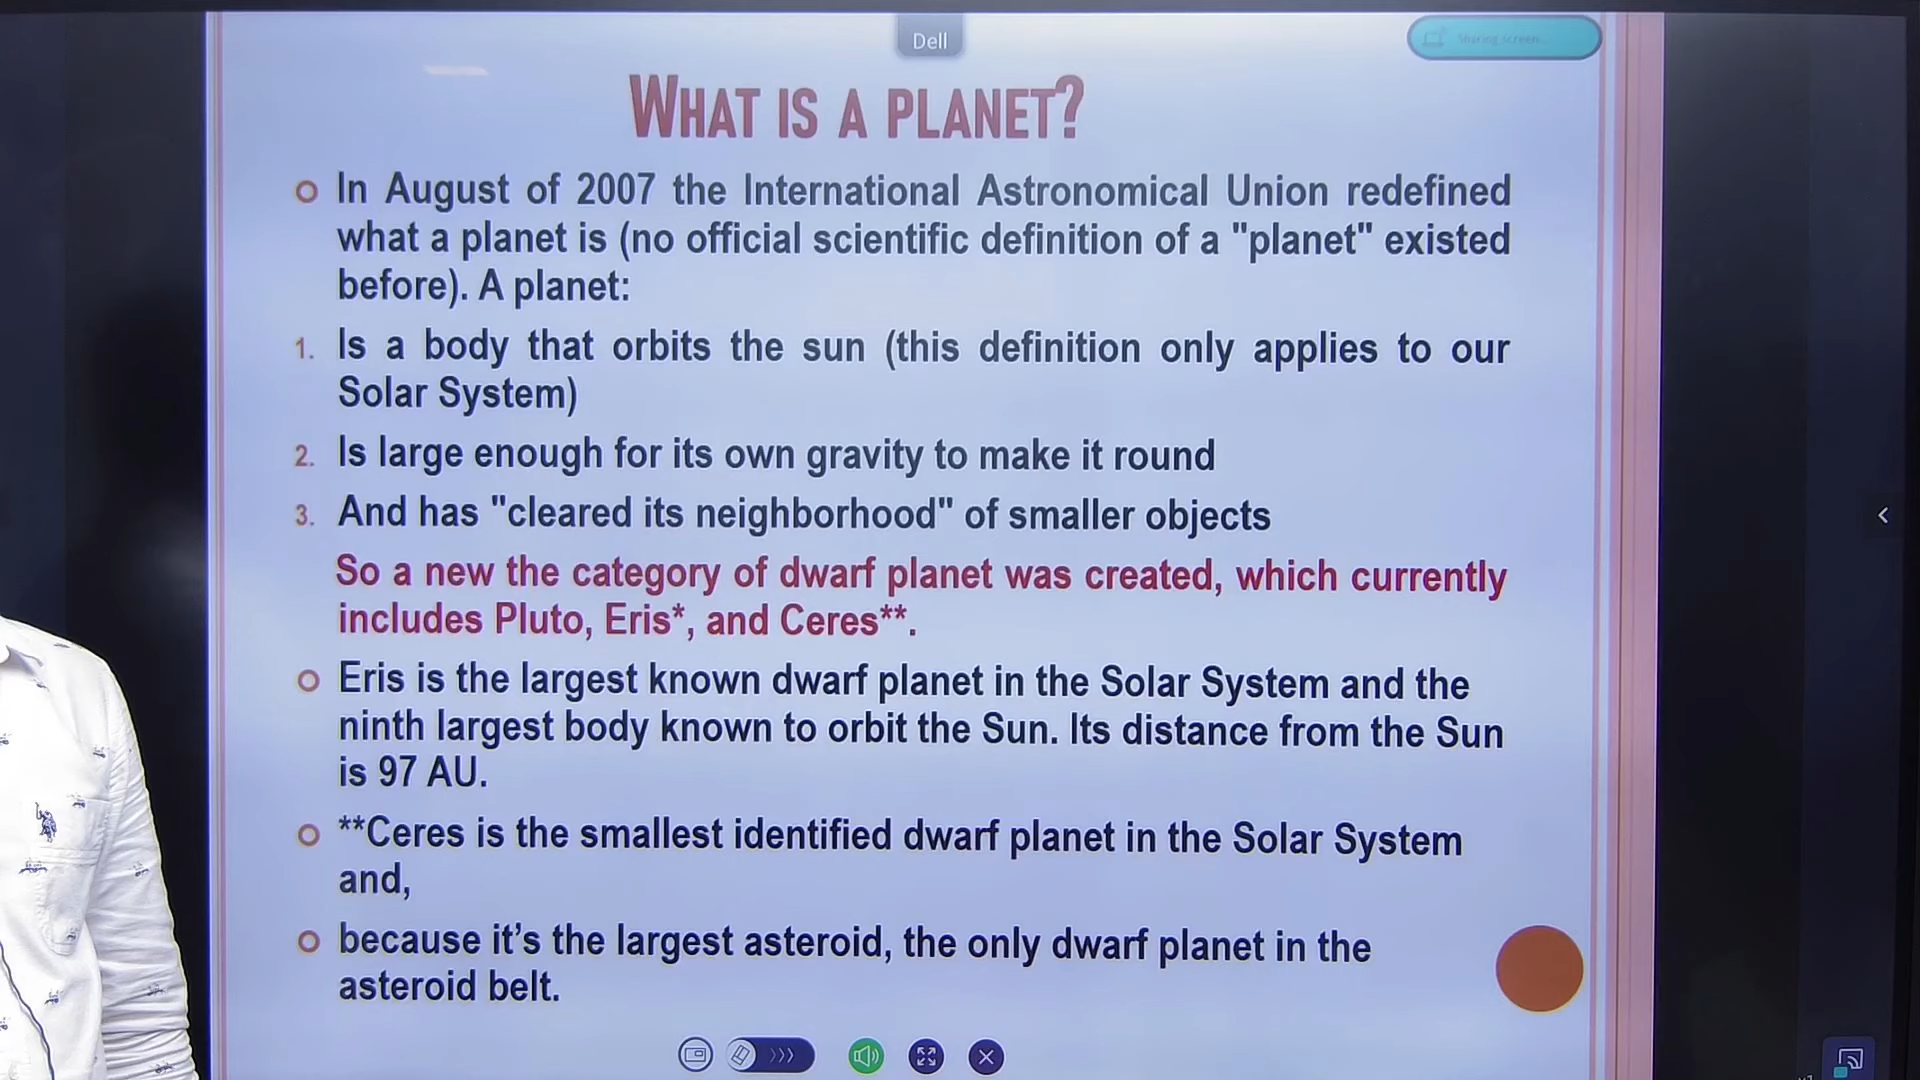 Dell
Sharing screen...
WHAT IS A PLANET?
In August of 2007 the International Astronomical Union redefined
what a planet is (no official scientific definition of a "planet" existed
before). A planet:
1. Is a body that orbits the sun (this definition only applies to our
Solar System)
2. Is large enough for its own gravity to make it round
3. And has "cleared its neighborhood" of smaller objects
So a new the category of dwarf planet was created, which currently
includes Pluto, Eris*, and Ceres**.
Eris is the largest known dwarf planet in the Solar System and the
ninth largest body known to orbit the Sun. Its distance from the Sun
is 97 AU.
**Ceres is the smallest identified dwarf planet in the Solar System
and,
because it’s the largest asteroid, the only dwarf planet in the
asteroid belt.